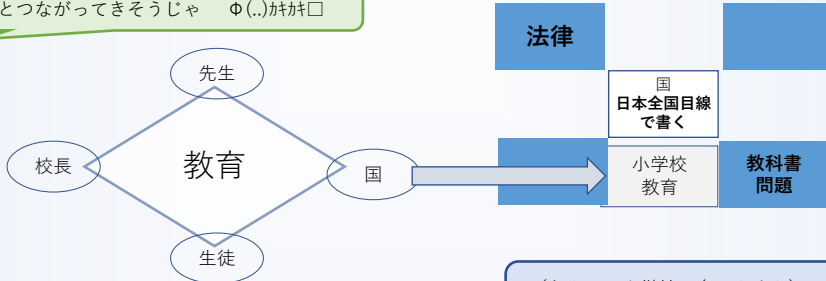 とつながってきそうじゃ　Φ(..)ｶｷｶｷ□
先生
校長
教育
国
生徒
法律
国
日本全国目線
で書く
小学校
教育
教科書
問題